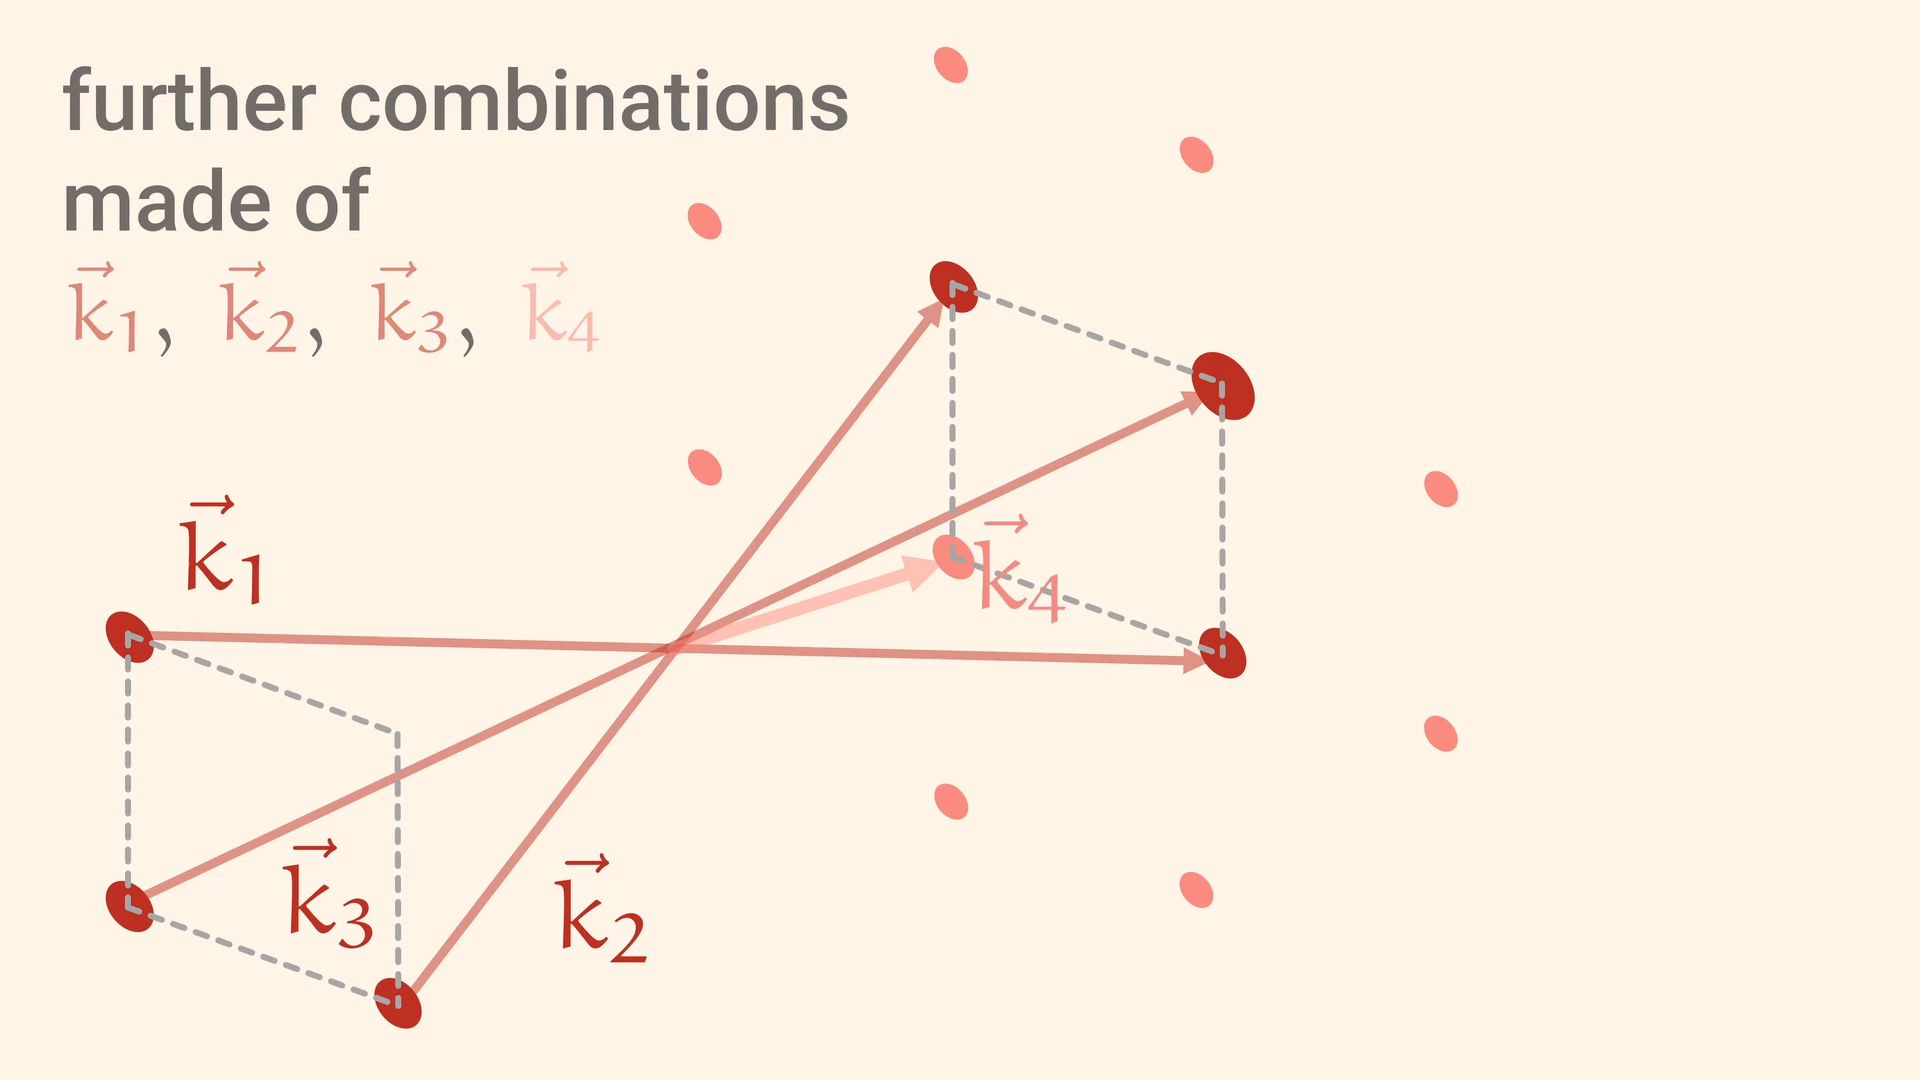 further combinations
made of
k⃗₁, k⃗₂, k⃗₃, k⃗₄
k⃗₁
k⃗₄
k⃗₃
k⃗₂